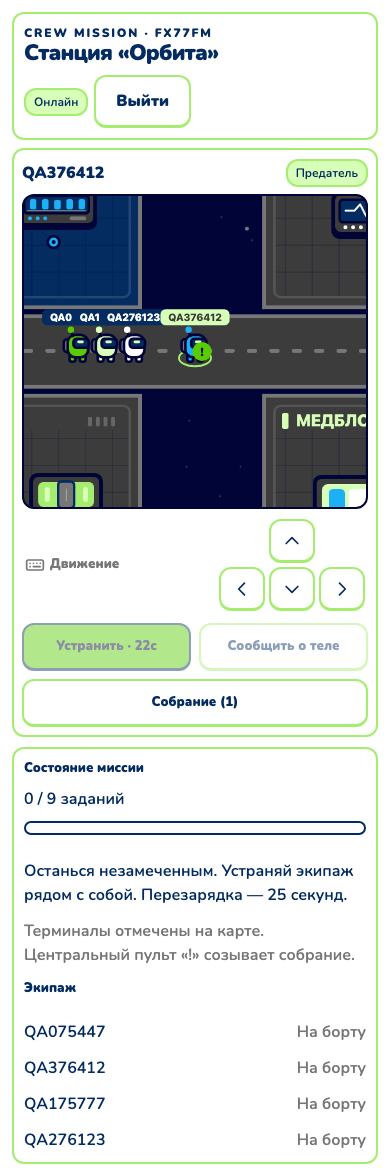 CREW MISSION · FX77FM
Станция «Орбита»
Онлайн
Выйти
QA376412
Предатель
QA0 QA1 QA276123 QA376412
!
МЕДБЛО
Движение
Устранить · 22с
Сообщить о теле
Собрание (1)
Состояние миссии
0 / 9 заданий
Останься незамеченным. Устраняй экипаж
рядом с собой. Перезарядка — 25 секунд.
Терминалы отмечены на карте.
Центральный пульт «!» созывает собрание.
Экипаж
QA075447 На борту
QA376412 На борту
QA175777 На борту
QA276123 На борту